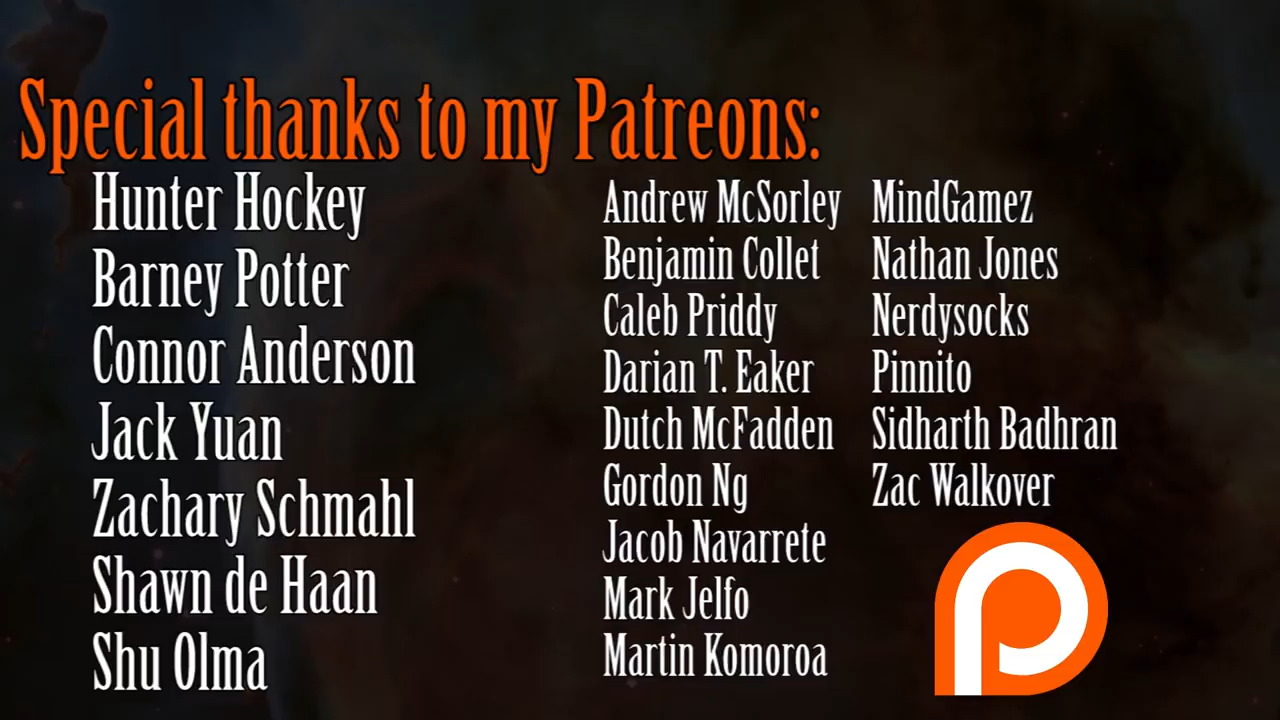 Special thanks to my Patreons:
Hunter Hockey
Barney Potter
Connor Anderson
Jack Yuan
Zachary Schmahl
Shawn de Haan
Shu Olma
Andrew McSorley
Benjamin Collet
Caleb Priddy
Darian T. Eaker
Dutch McFadden
Gordon Ng
Jacob Navarrete
Mark Jelfo
Martin Komoroa
MindGamez
Nathan Jones
Nerdysocks
Pinnito
Sidharth Badhran
Zac Walkover